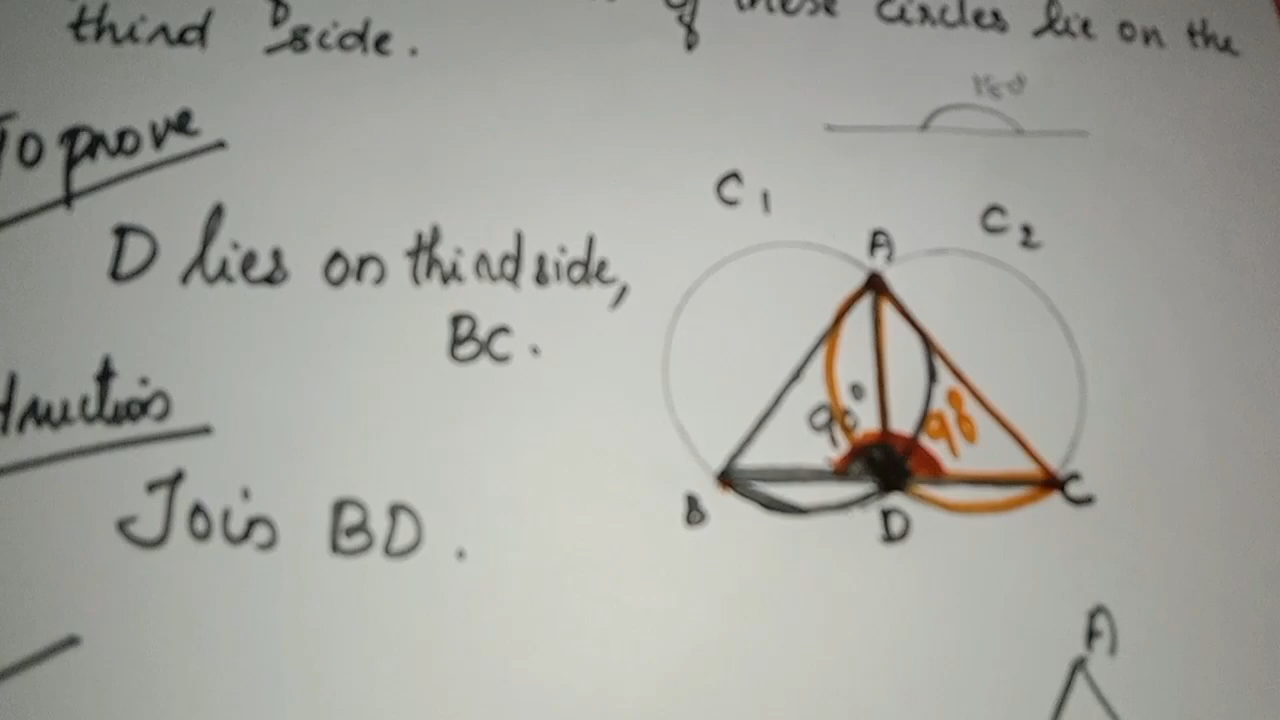 these circles lie on the
third side.
To prove
D lies on third side,
BC.
Join BD.
C1
C2
A
90°
90
B
D
C
A